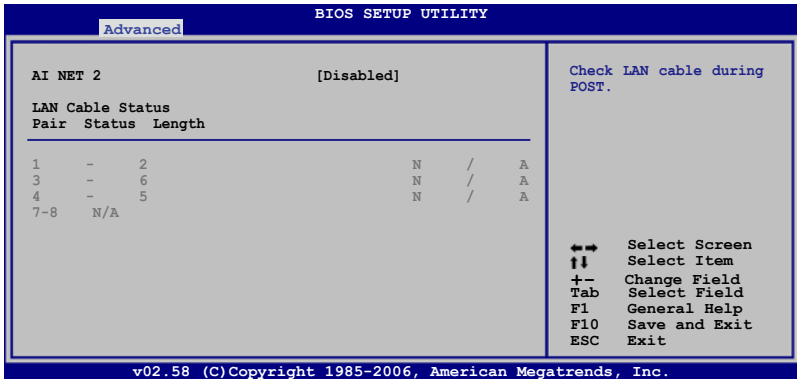 BIOS SETUP UTILITY
Advanced
AI NET 2 [Disabled]
LAN Cable Status
Pair Status Length
1 - 2 N / A
3 - 6 N / A
4 - 5 N / A
7-8 N/A
Check LAN cable during
POST.
←→ Select Screen
↑↓ Select Item
+- Change Field
Tab Select Field
F1 General Help
F10 Save and Exit
ESC Exit
v02.58 (C)Copyright 1985-2006, American Megatrends, Inc.